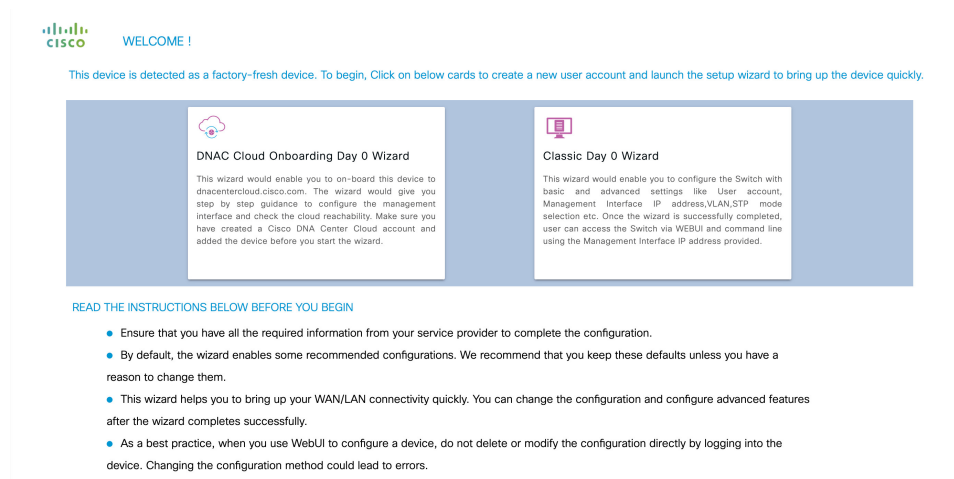 CISCO
WELCOME !
This device is detected as a factory-fresh device. To begin, Click on below cards to create a new user account and launch the setup wizard to bring up the device quickly.
DNAC Cloud Onboarding Day 0 Wizard
This wizard would enable you to on-board this device to
dnacentercloud.cisco.com. The wizard would give you
step by step guidance to configure the management
interface and check the cloud reachability. Make sure you
have created a Cisco DNA Center Cloud account and
added the device before you start the wizard.
Classic Day 0 Wizard
This wizard would enable you to configure the Switch with
basic and advanced settings like User account,
Management Interface IP address,VLAN,STP mode
selection etc. Once the wizard is successfully completed,
user can access the Switch via WEBUI and command line
using the Management Interface IP address provided.
READ THE INSTRUCTIONS BELOW BEFORE YOU BEGIN
● Ensure that you have all the required information from your service provider to complete the configuration.
● By default, the wizard enables some recommended configurations. We recommend that you keep these defaults unless you have a
reason to change them.
● This wizard helps you to bring up your WAN/LAN connectivity quickly. You can change the configuration and configure advanced features
after the wizard completes successfully.
● As a best practice, when you use WebUI to configure a device, do not delete or modify the configuration directly by logging into the
device. Changing the configuration method could lead to errors.